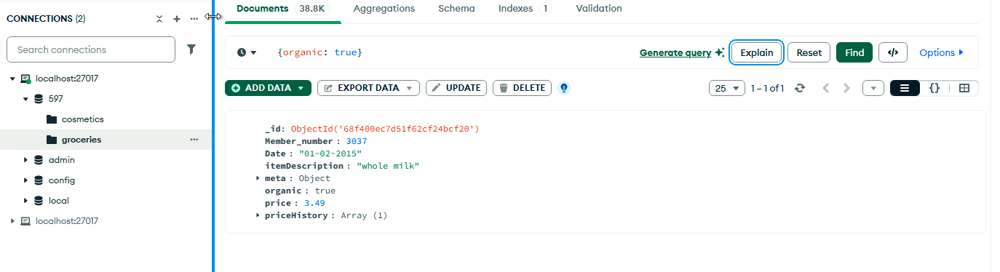 CONNECTIONS (2)
Search connections
localhost:27017
597
cosmetics
groceries
admin
config
local
localhost:27017
Documents 38.8K Aggregations Schema Indexes 1 Validation
{organic: true} Generate query Explain Reset Find </> Options
ADD DATA EXPORT DATA UPDATE DELETE 25 1 – 1 of 1 {}
_id: ObjectId('68f400ec7d51f62cf24bcf20')
Member_number : 3037
Date : "01-02-2015"
itemDescription : "whole milk"
meta : Object
organic : true
price : 3.49
priceHistory : Array (1)